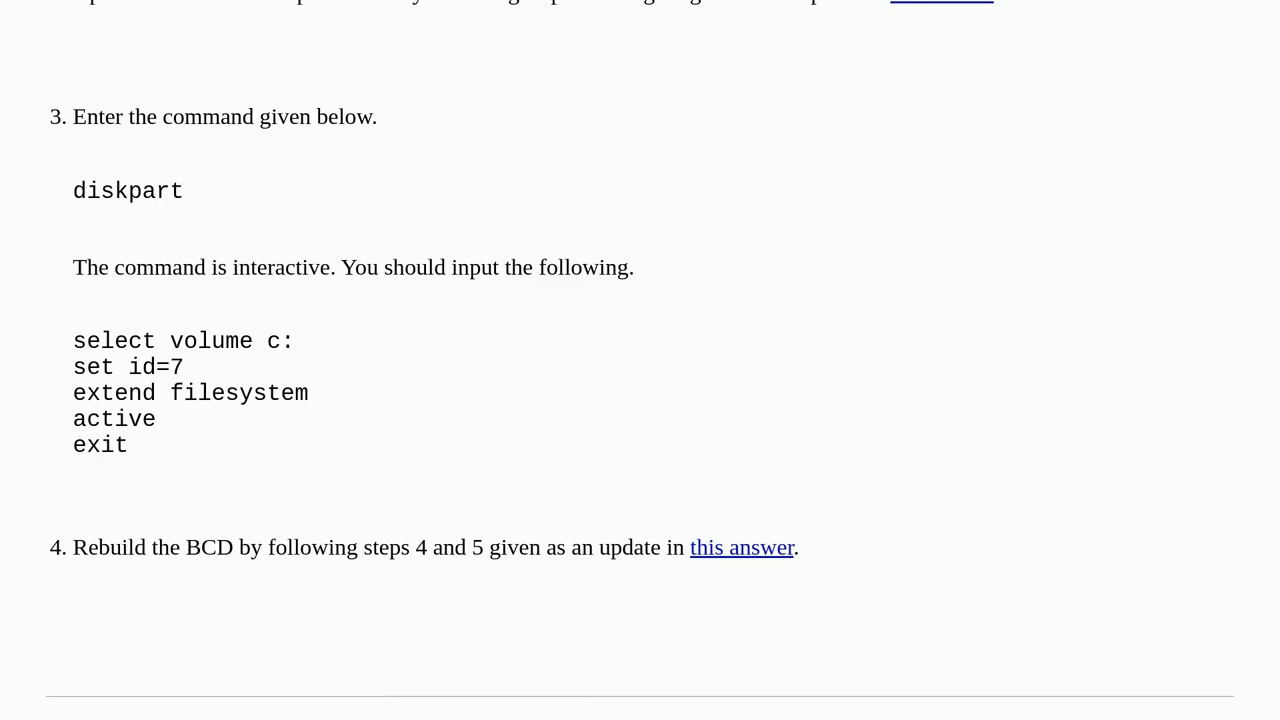 3. Enter the command given below.
diskpart
The command is interactive. You should input the following.
select volume c:
set id=7
extend filesystem
active
exit
4. Rebuild the BCD by following steps 4 and 5 given as an update in this answer.